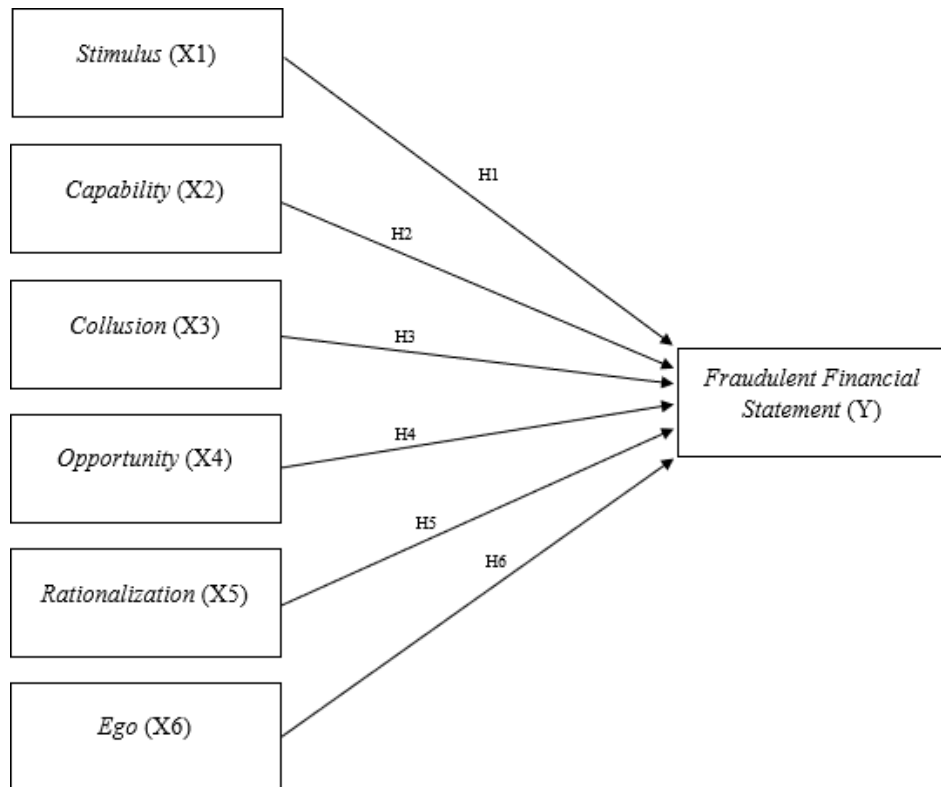 Stimulus (X1)
H1
Capability (X2)
H2
Collusion (X3)
H3
Fraudulent Financial
Statement (Y)
Opportunity (X4)
H4
Rationalization (X5)
H5
H6
Ego (X6)